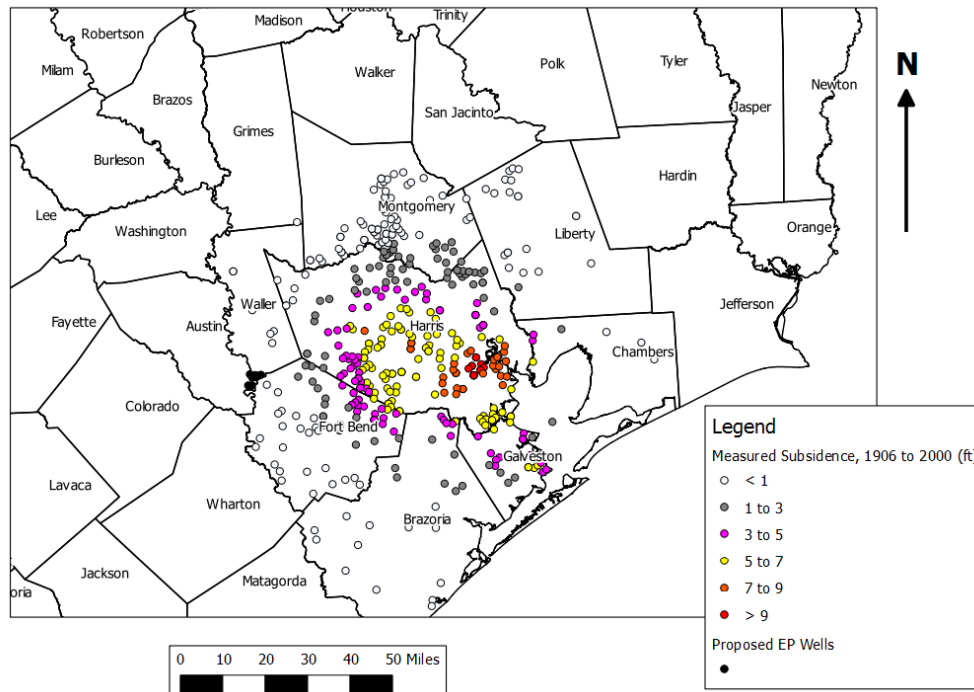 Houston
Madison
Trinity
Robertson
Walker
Polk
Tyler
N
Milam
Newton
Brazos
San Jacinto
Jasper
Grimes
Burleson
Hardin
Lee
Montgomery
Washington
Liberty
Orange
Waller
Jefferson
Fayette
Austin
Harris
Chambers
Colorado
Fort Bend
Legend
Measured Subsidence, 1906 to 2000 (ft)
Galveston
< 1
Lavaca
Wharton
1 to 3
Brazoria
3 to 5
5 to 7
Jackson
Matagorda
7 to 9
oria
> 9
Proposed EP Wells
0 10 20 30 40 50 Miles